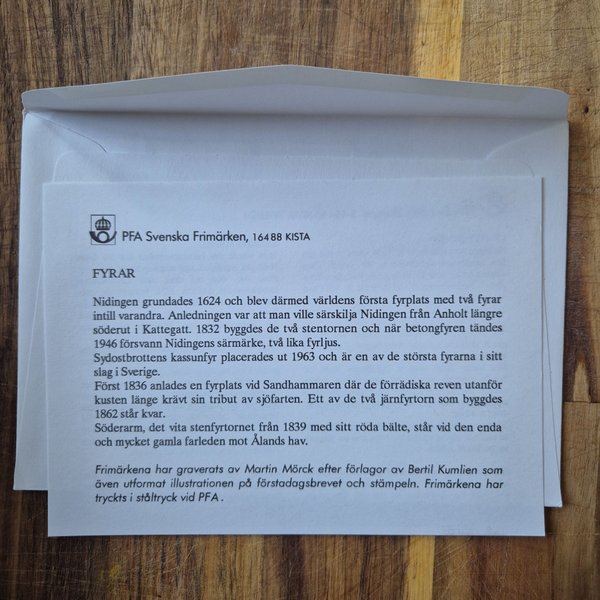 PFA Svenska Frimärken, 164 88 KISTA
FYRAR
Nidingen grundades 1624 och blev därmed världens första fyrplats med två fyrar
intill varandra. Anledningen var att man ville särskilja Nidingen från Anholt längre
söderut i Kattegatt. 1832 byggdes de två stentornen och när betongfyren tändes
1946 försvann Nidingens särmärke, två lika fyrljus.
Sydostbrottens kassunfyr placerades ut 1963 och är en av de största fyrarna i sitt
slag i Sverige.
Först 1836 anlades en fyrplats vid Sandhammaren där de förrädiska reven utanför
kusten länge krävt sin tribut av sjöfarten. Ett av de två järnfyrtorn som byggdes
1862 står kvar.
Söderarm, det vita stenfyrtornet från 1839 med sitt röda bälte, står vid den enda
och mycket gamla farleden mot Ålands hav.
Frimärkena har graverats av Martin Mörck efter förlagor av Bertil Kumlien som
även utformat illustrationen på förstadagsbrevet och stämpeln. Frimärkena har
tryckts i ståltryck vid PFA.